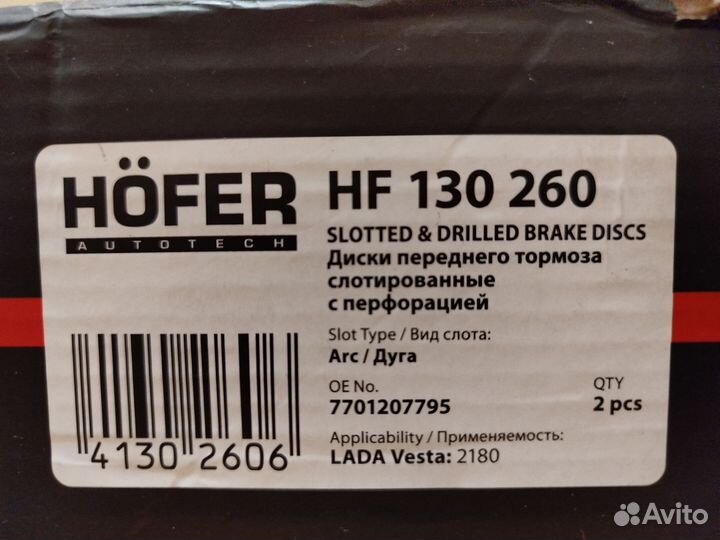 HÖFER
AUTOTECH
HF 130 260
SLOTTED & DRILLED BRAKE DISCS
Диски переднего тормоза
слотированные
с перфорацией
Slot Type / Вид слота:
Arc / Дуга
OE No.
7701207795
QTY
2 pcs
Applicability / Применяемость:
LADA Vesta: 2180
4130 2606
Avito